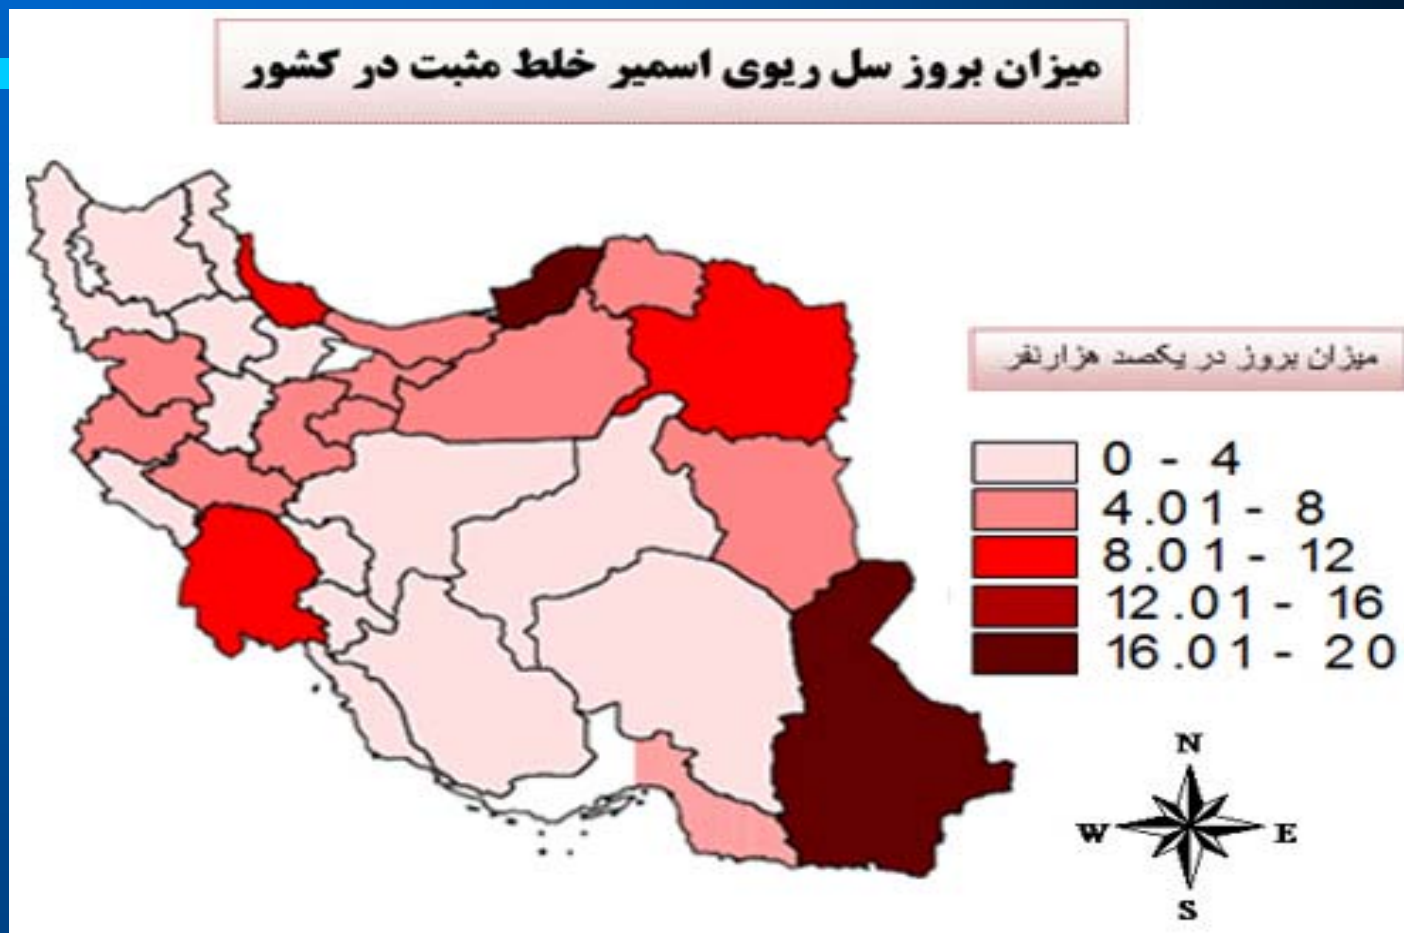 میزان بروز سل ریوی اسمیر خلط مثبت در کشور
میزان بروز در یکصد هزارنفر
0 - 4
4.01 - 8
8.01 - 12
12.01 - 16
16.01 - 20
N
W
E
S